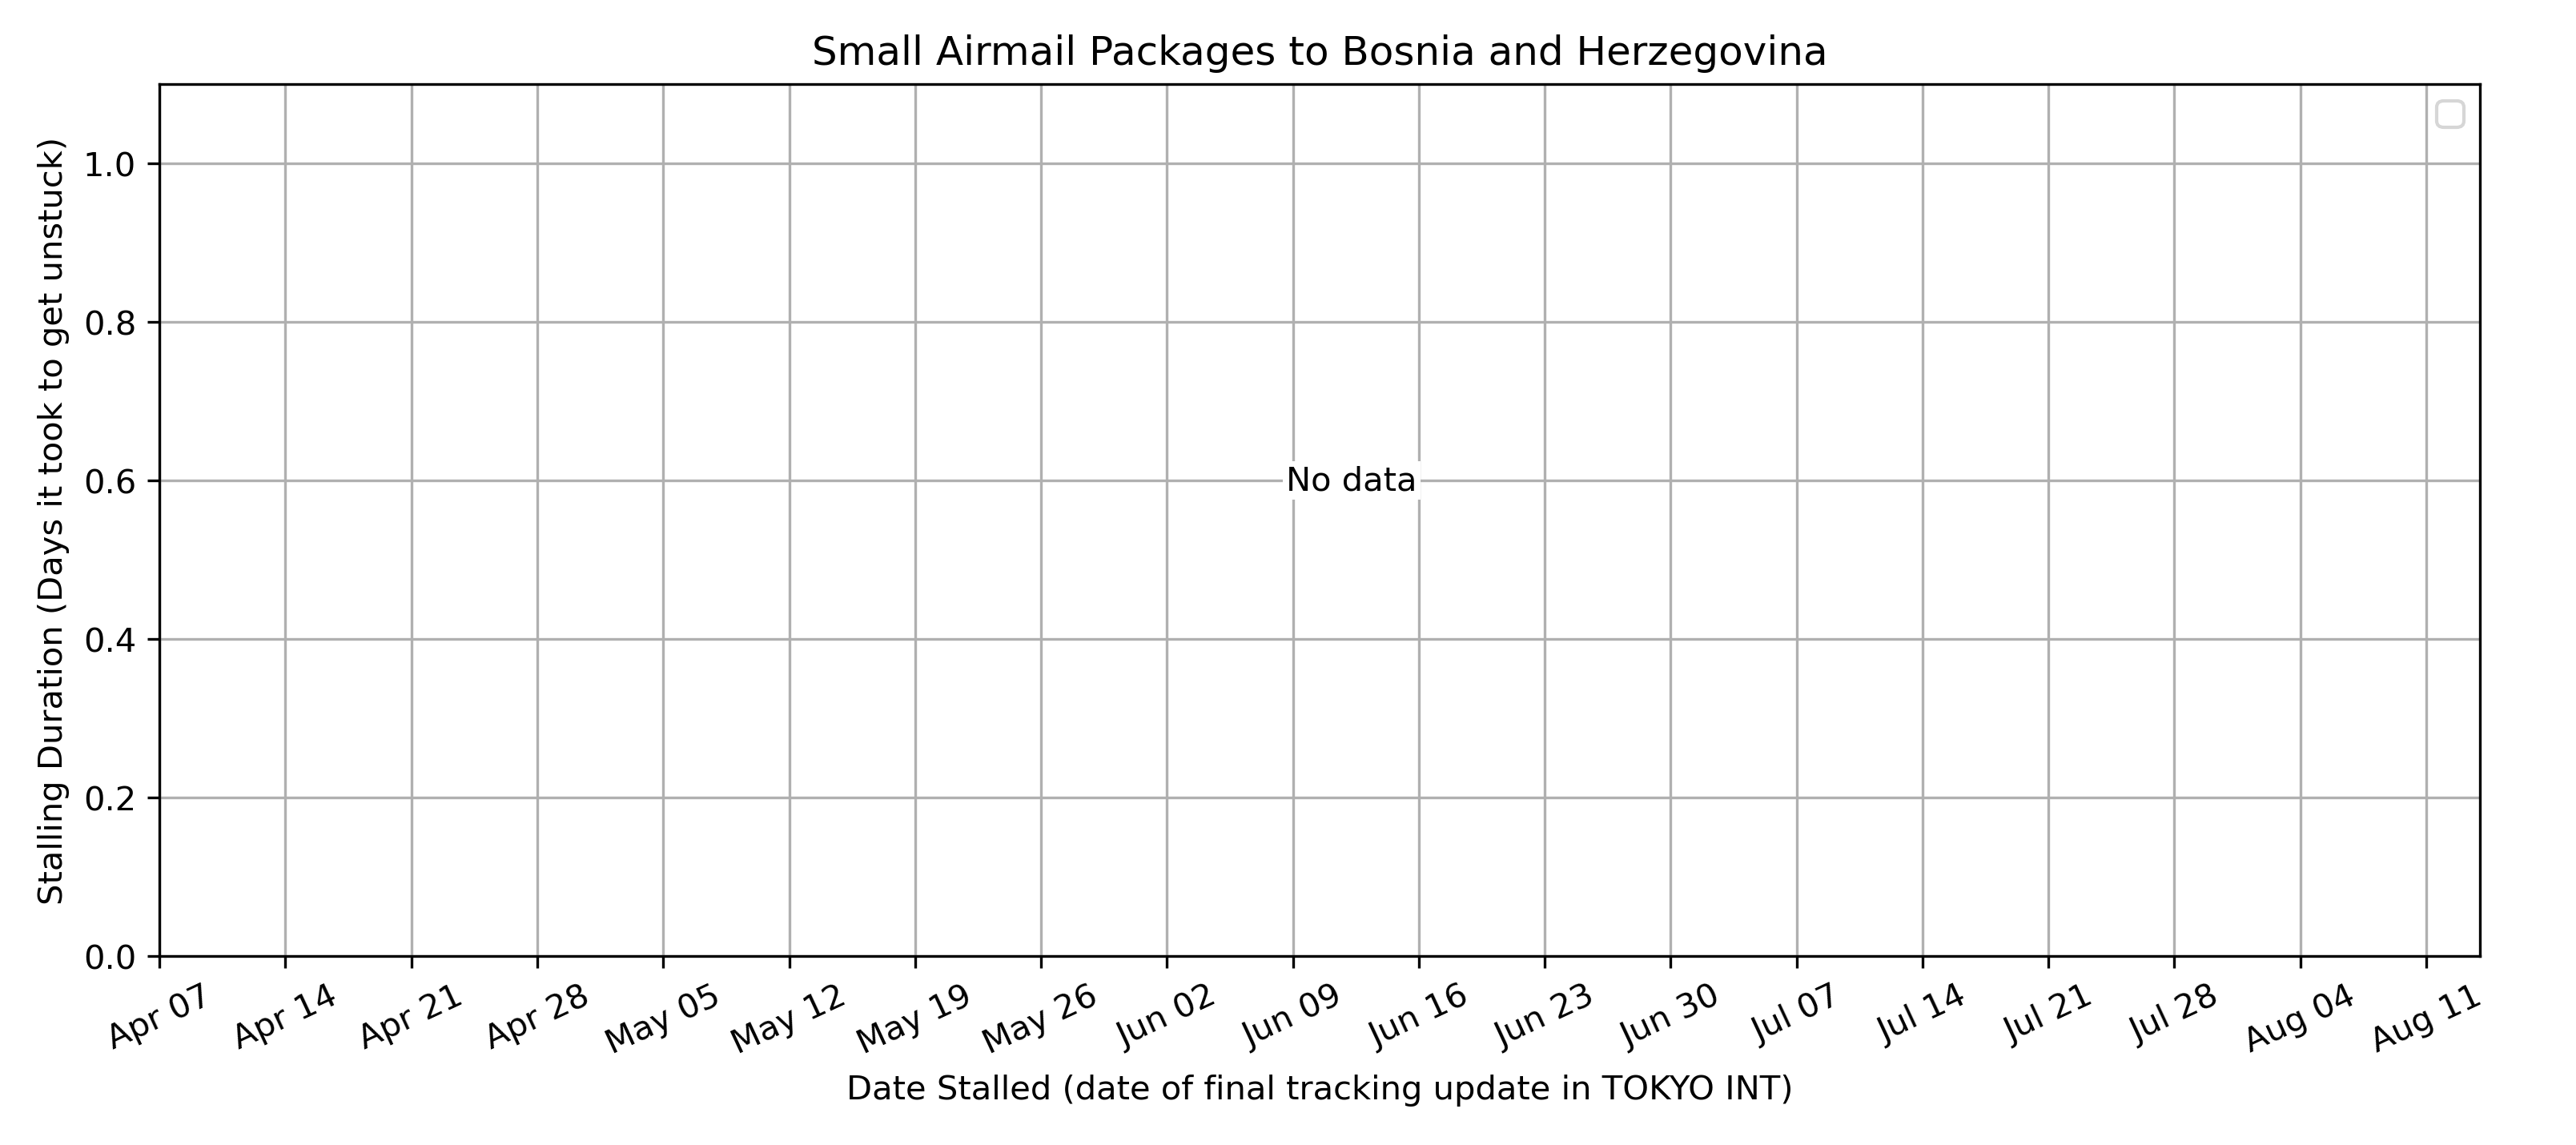 Small Airmail Packages to Bosnia and Herzegovina
Stalling Duration (Days it took to get unstuck)
1.0
0.8
0.6
0.4
0.2
0.0
No data
Apr 07
Apr 14
Apr 21
Apr 28
May 05
May 12
May 19
May 26
Jun 02
Jun 09
Jun 16
Jun 23
Jun 30
Jul 07
Jul 14
Jul 21
Jul 28
Aug 04
Aug 11
Date Stalled (date of final tracking update in TOKYO INT)